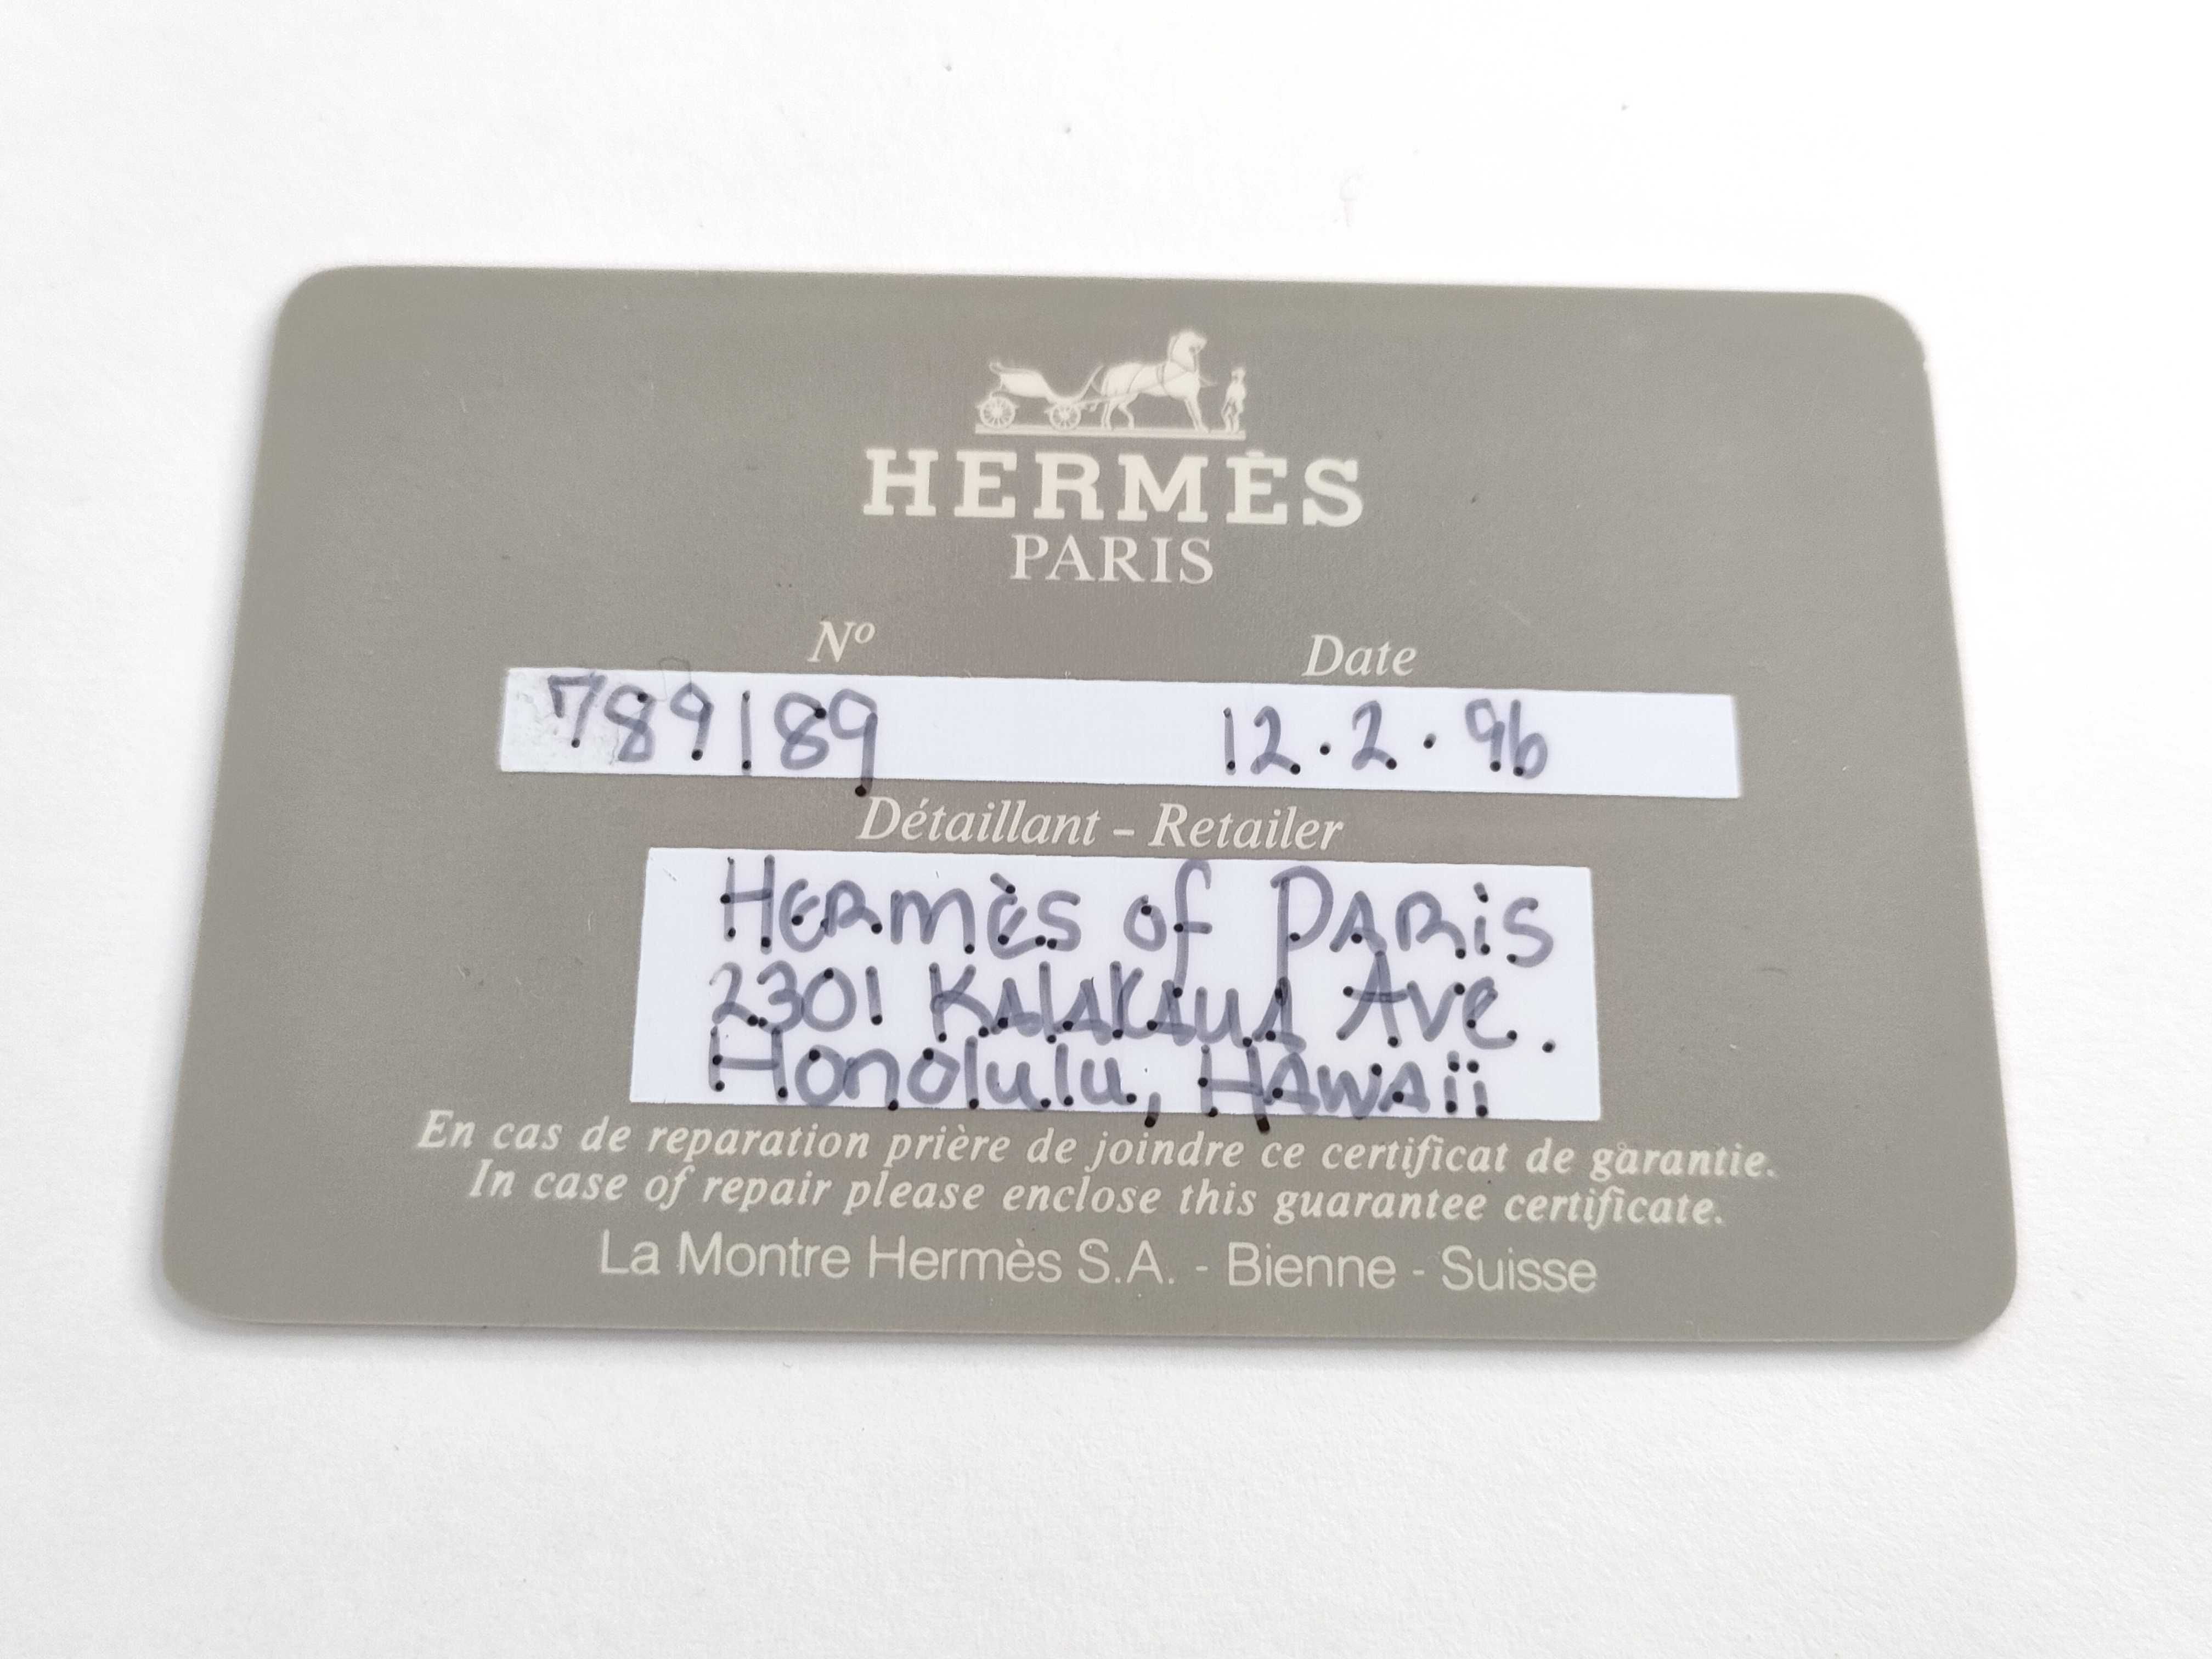 HERMÈS
PARIS
Nº Date
789189 12.2.96
Détaillant - Retailer
HERMÈS of PARiS
2301 KALAKAUA Ave.
Honolulu, HAWAii
En cas de reparation prière de joindre ce certificat de garantie.
In case of repair please enclose this guarantee certificate.
La Montre Hermès S.A. - Bienne - Suisse